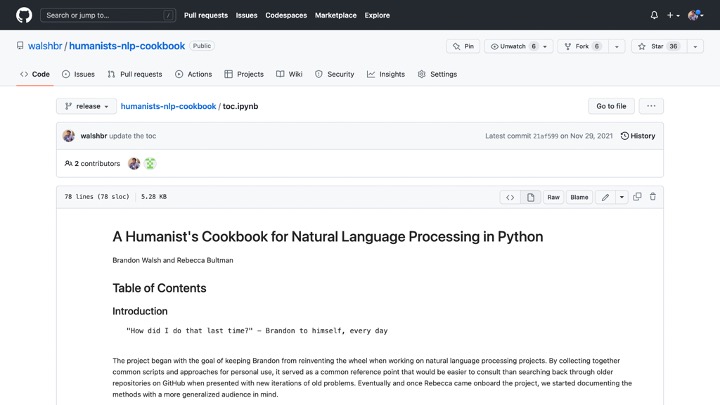 Search or jump to... / Pull requests Issues Codespaces Marketplace Explore
walshbr / humanists-nlp-cookbook Public Pin Unwatch 6 Fork 6 Star 36
Code Issues Pull requests Actions Projects Wiki Security Insights Settings
release humanists-nlp-cookbook / toc.ipynb Go to file ...
walshbr update the toc Latest commit 21af599 on Nov 29, 2021 History
2 contributors
78 lines (78 sloc) 5.28 KB <> Raw Blame
A Humanist's Cookbook for Natural Language Processing in Python
Brandon Walsh and Rebecca Bultman
Table of Contents
Introduction
"How did I do that last time?" – Brandon to himself, every day
The project began with the goal of keeping Brandon from reinventing the wheel when working on natural language processing projects. By collecting together
common scripts and approaches for personal use, it served as a common reference point that would be easier to consult than searching back through older
repositories on GitHub when presented with new iterations of old problems. Eventually and once Rebecca came onboard the project, we started documenting the
methods with a more generalized audience in mind.